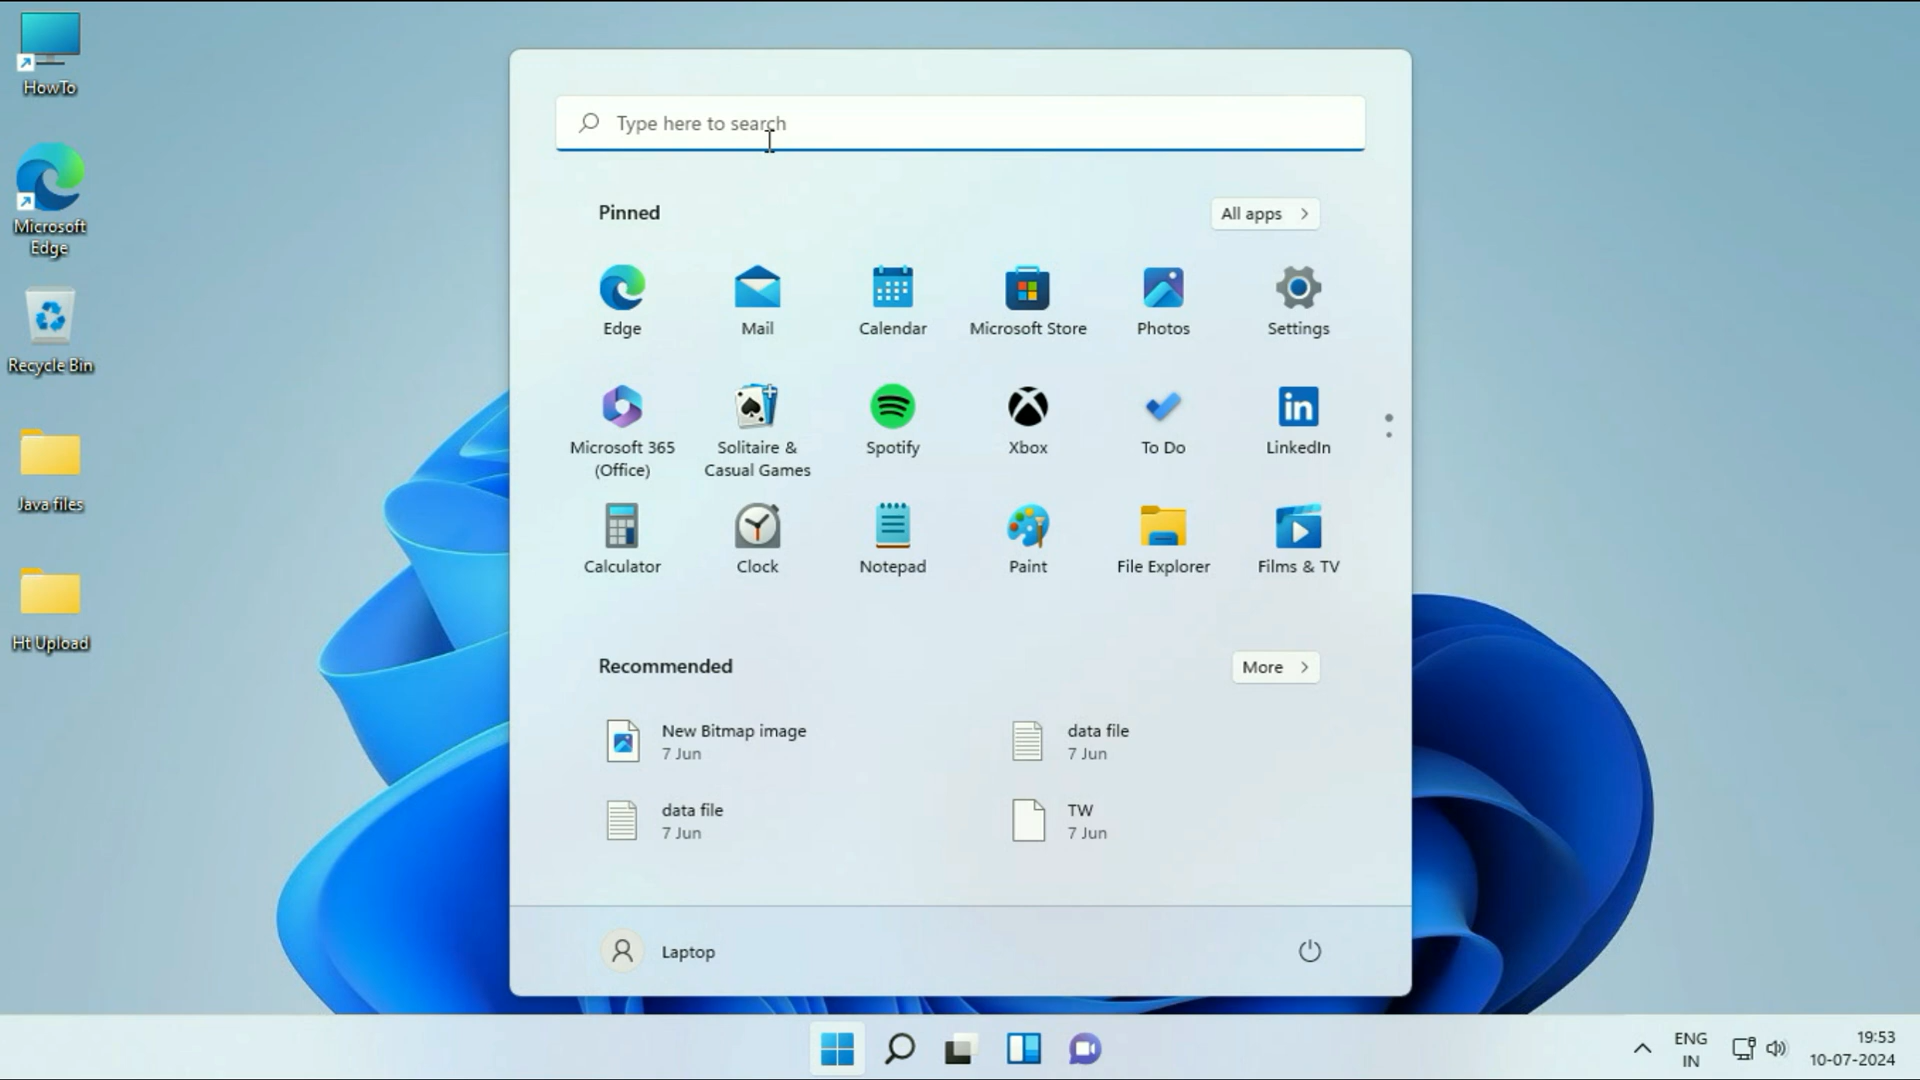 HowTo
Microsoft
Edge
Recycle Bin
Java files
Ht Upload
Type here to search
Pinned
All apps
Edge
Mail
Calendar
Microsoft Store
Photos
Settings
Microsoft 365
(Office)
Solitaire &
Casual Games
Spotify
Xbox
To Do
LinkedIn
Calculator
Clock
Notepad
Paint
File Explorer
Films & TV
Recommended
More
New Bitmap image
7 Jun
data file
7 Jun
data file
7 Jun
TW
7 Jun
Laptop
ENG
IN
19:53
10-07-2024